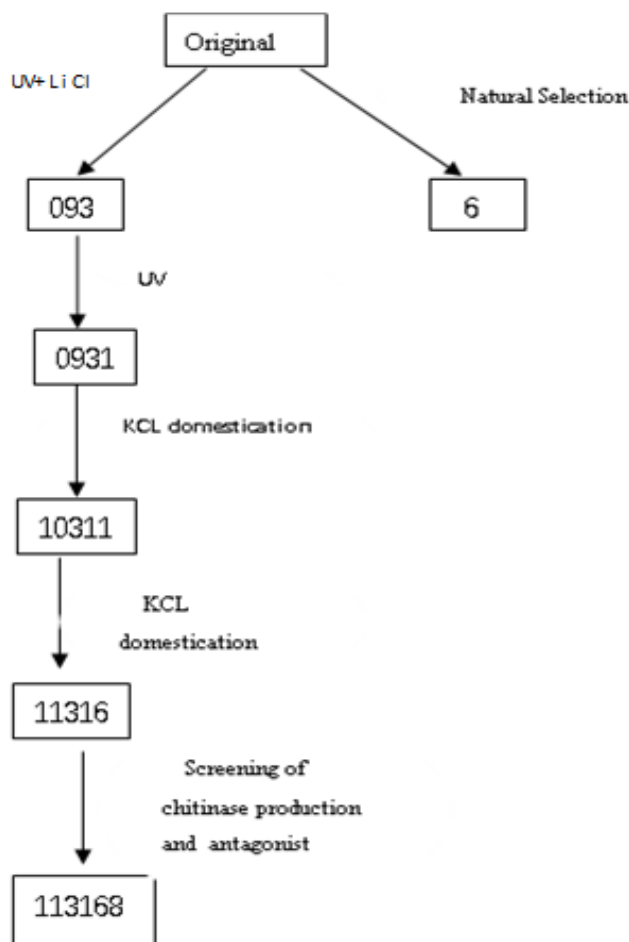 Original
UV+ Li Cl
Natural Selection
093
6
UV
0931
KCL domestication
10311
KCL
domestication
11316
Screening of
chitinase production
and antagonist
113168